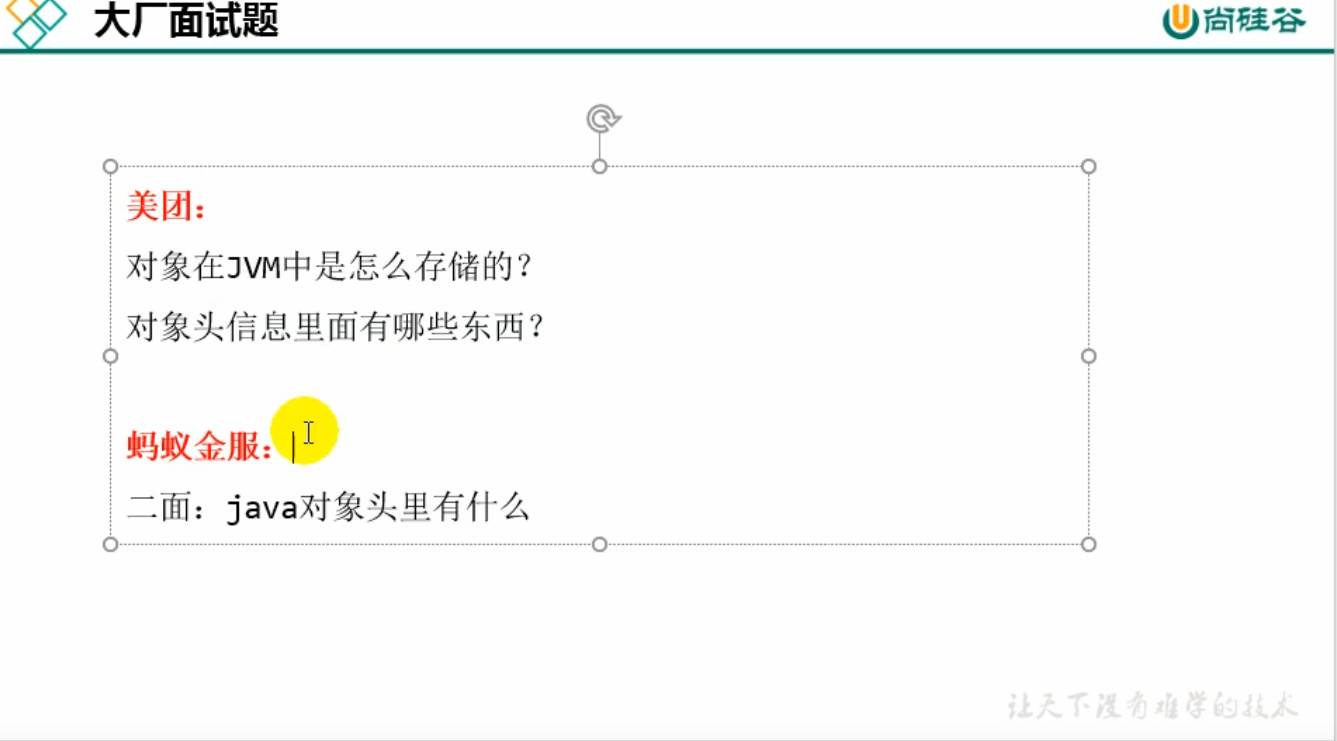 大厂面试题
尚硅谷
美团：
对象在JVM中是怎么存储的？
对象头信息里面有哪些东西？
蚂蚁金服：
二面：java对象头里有什么
让天下没有难学的技术